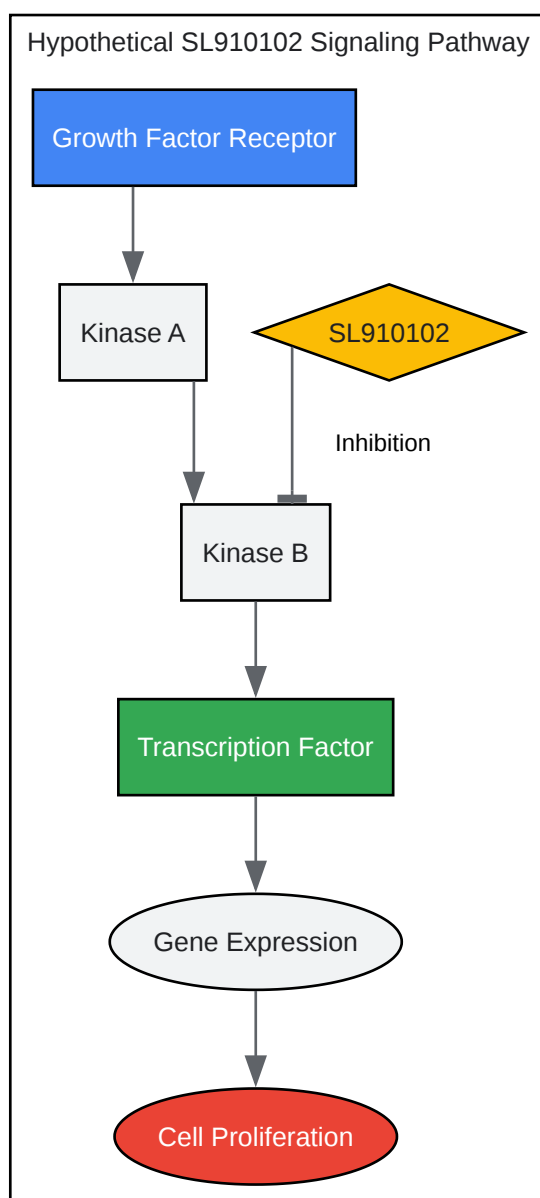 Hypothetical SL910102 Signaling Pathway
Growth Factor Receptor
Kinase A
SL910102
Inhibition
Kinase B
Transcription Factor
Gene Expression
Cell Proliferation